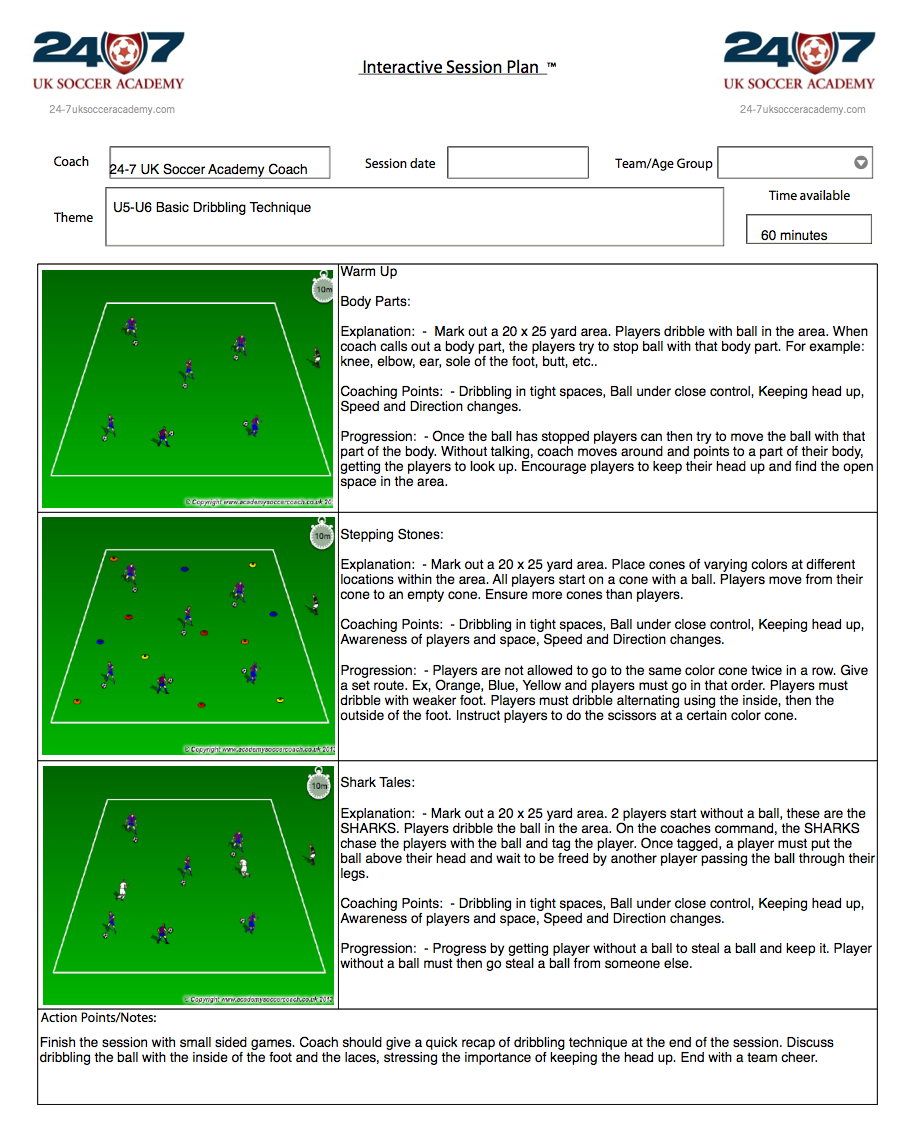 24 7
UK SOCCER ACADEMY
24-7uksocceracademy.com
Interactive Session Plan ™
24 7
UK SOCCER ACADEMY
24-7uksocceracademy.com
Coach
24-7 UK Soccer Academy Coach
Session date
Team/Age Group
Theme
U5-U6 Basic Dribbling Technique
Time available
60 minutes
10m
© Copyright www.academysoccercoach.co.uk 20
Warm Up
Body Parts:
Explanation:  -  Mark out a 20 x 25 yard area. Players dribble with ball in the area. When
coach calls out a body part, the players try to stop ball with that body part. For example:
knee, elbow, ear, sole of the foot, butt, etc..
Coaching Points:  - Dribbling in tight spaces, Ball under close control, Keeping head up,
Speed and Direction changes.
Progression:  - Once the ball has stopped players can then try to move the ball with that
part of the body. Without talking, coach moves around and points to a part of their body,
getting the players to look up. Encourage players to keep their head up and find the open
space in the area.
10m
© Copyright www.academysoccercoach.co.uk 2013
Stepping Stones:
Explanation:  - Mark out a 20 x 25 yard area. Place cones of varying colors at different
locations within the area. All players start on a cone with a ball. Players move from their
cone to an empty cone. Ensure more cones than players.
Coaching Points:  - Dribbling in tight spaces, Ball under close control, Keeping head up,
Awareness of players and space, Speed and Direction changes.
Progression:  - Players are not allowed to go to the same color cone twice in a row. Give
a set route. Ex, Orange, Blue, Yellow and players must go in that order. Players must
dribble with weaker foot. Players must dribble alternating using the inside, then the
outside of the foot. Instruct players to do the scissors at a certain color cone.
10m
© Copyright www.academysoccercoach.co.uk 2013
Shark Tales:
Explanation:  - Mark out a 20 x 25 yard area. 2 players start without a ball, these are the
SHARKS. Players dribble the ball in the area. On the coaches command, the SHARKS
chase the players with the ball and tag the player. Once tagged, a player must put the
ball above their head and wait to be freed by another player passing the ball through their
legs.
Coaching Points:  - Dribbling in tight spaces, Ball under close control, Keeping head up,
Awareness of players and space, Speed and Direction changes.
Progression:  - Progress by getting player without a ball to steal a ball and keep it. Player
without a ball must then go steal a ball from someone else.
Action Points/Notes:
Finish the session with small sided games. Coach should give a quick recap of dribbling technique at the end of the session. Discuss
dribbling the ball with the inside of the foot and the laces, stressing the importance of keeping the head up. End with a team cheer.